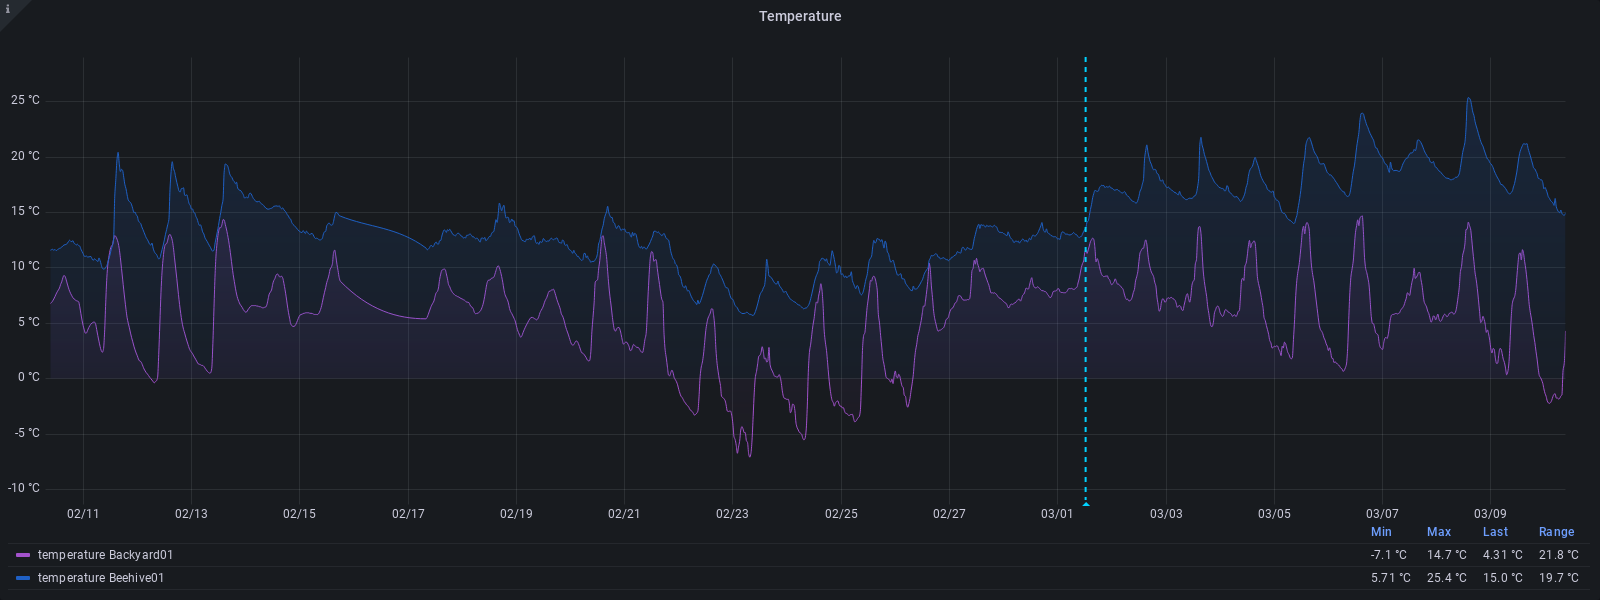 i
Temperature
25 °C
20 °C
15 °C
10 °C
5 °C
0 °C
-5 °C
-10 °C
02/11 02/13 02/15 02/17 02/19 02/21 02/23 02/25 02/27 03/01 03/03 03/05 03/07 03/09
Min Max Last Range
temperature Backyard01 -7.1 °C 14.7 °C 4.31 °C 21.8 °C
temperature Beehive01 5.71 °C 25.4 °C 15.0 °C 19.7 °C